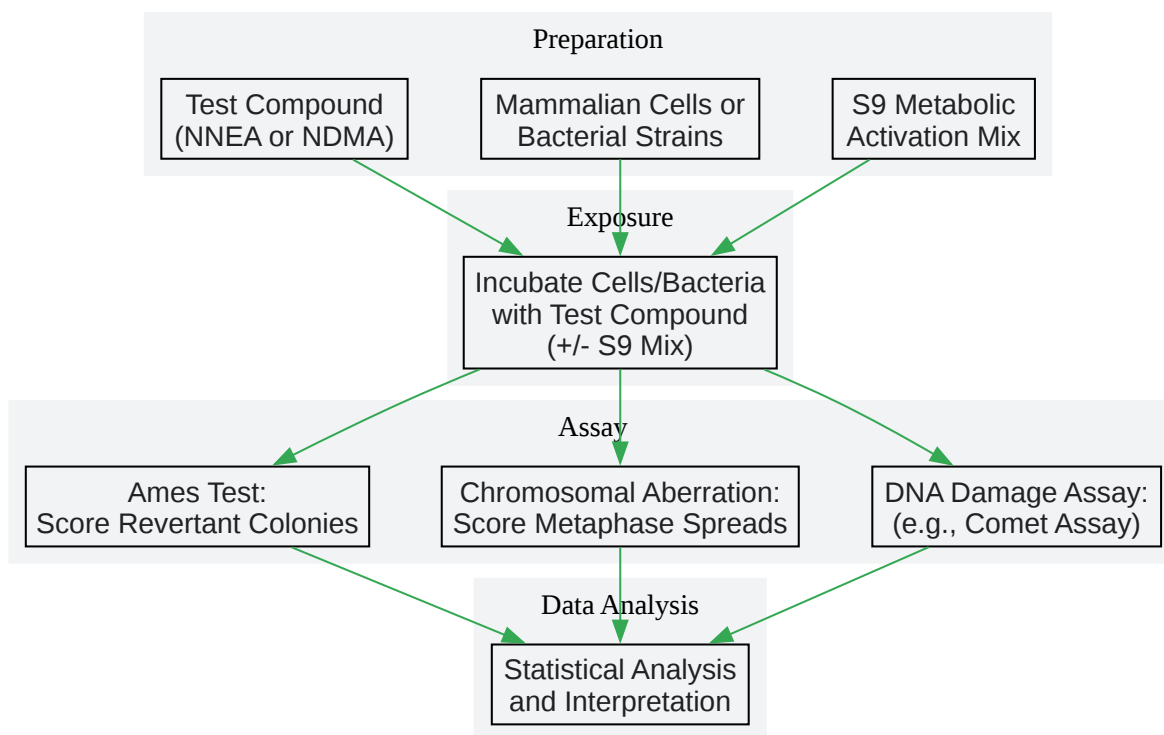 Preparation
Test Compound
(NNEA or NDMA)
Mammalian Cells or
Bacterial Strains
S9 Metabolic
Activation Mix
Exposure
Incubate Cells/Bacteria
with Test Compound
(+/- S9 Mix)
Assay
Ames Test:
Score Revertant Colonies
Chromosomal Aberration:
Score Metaphase Spreads
DNA Damage Assay:
(e.g., Comet Assay)
Data Analysis
Statistical Analysis
and Interpretation